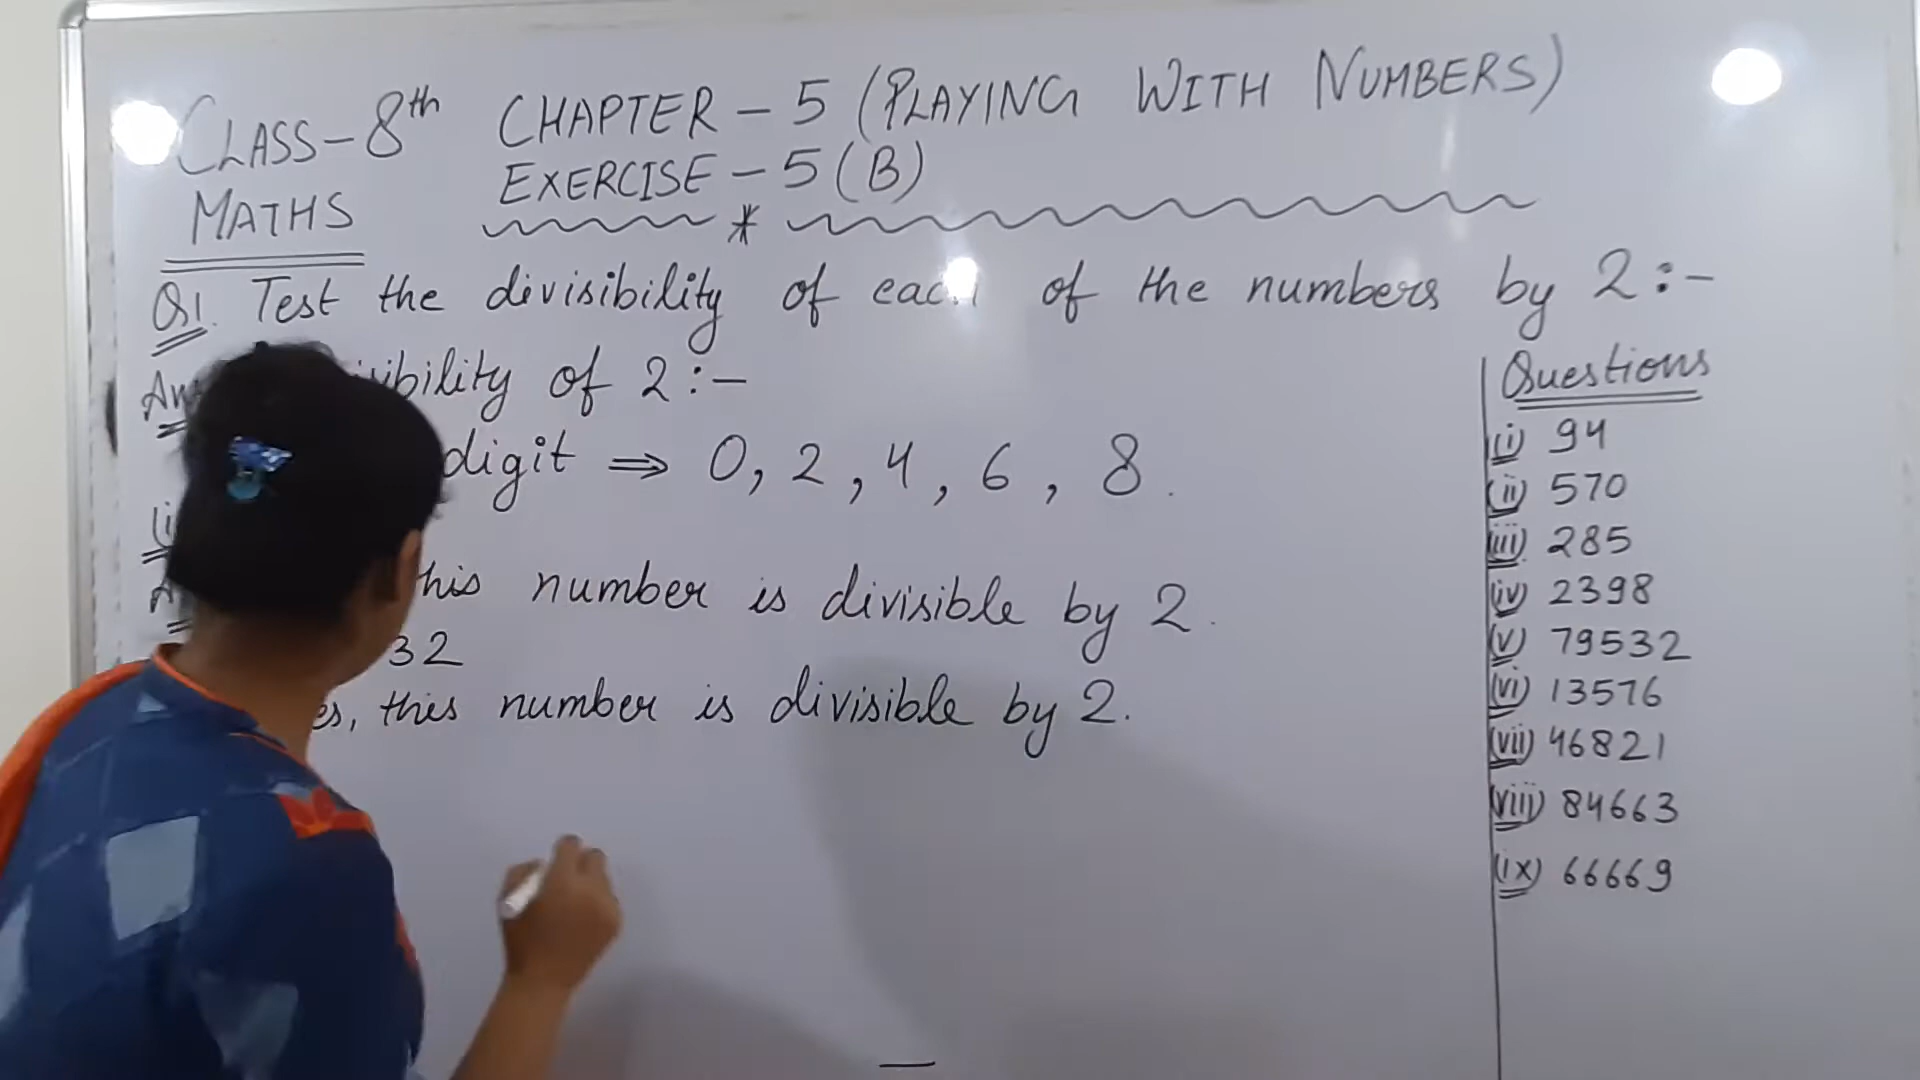 CLASS-8th CHAPTER-5 (PLAYING WITH NUMBERS)
MATHS EXERCISE-5(B)
Q1. Test the divisibility of each of the numbers by 2:-
of 2:-
digit ⇒ 0, 2, 4, 6, 8.
number is divisible by 2.
32
this number is divisible by 2.
Questions
(i) 94
(ii) 570
(iii) 285
(iv) 2398
(v) 79532
(vi) 13576
(vii) 46821
(viii) 84663
(ix) 66669